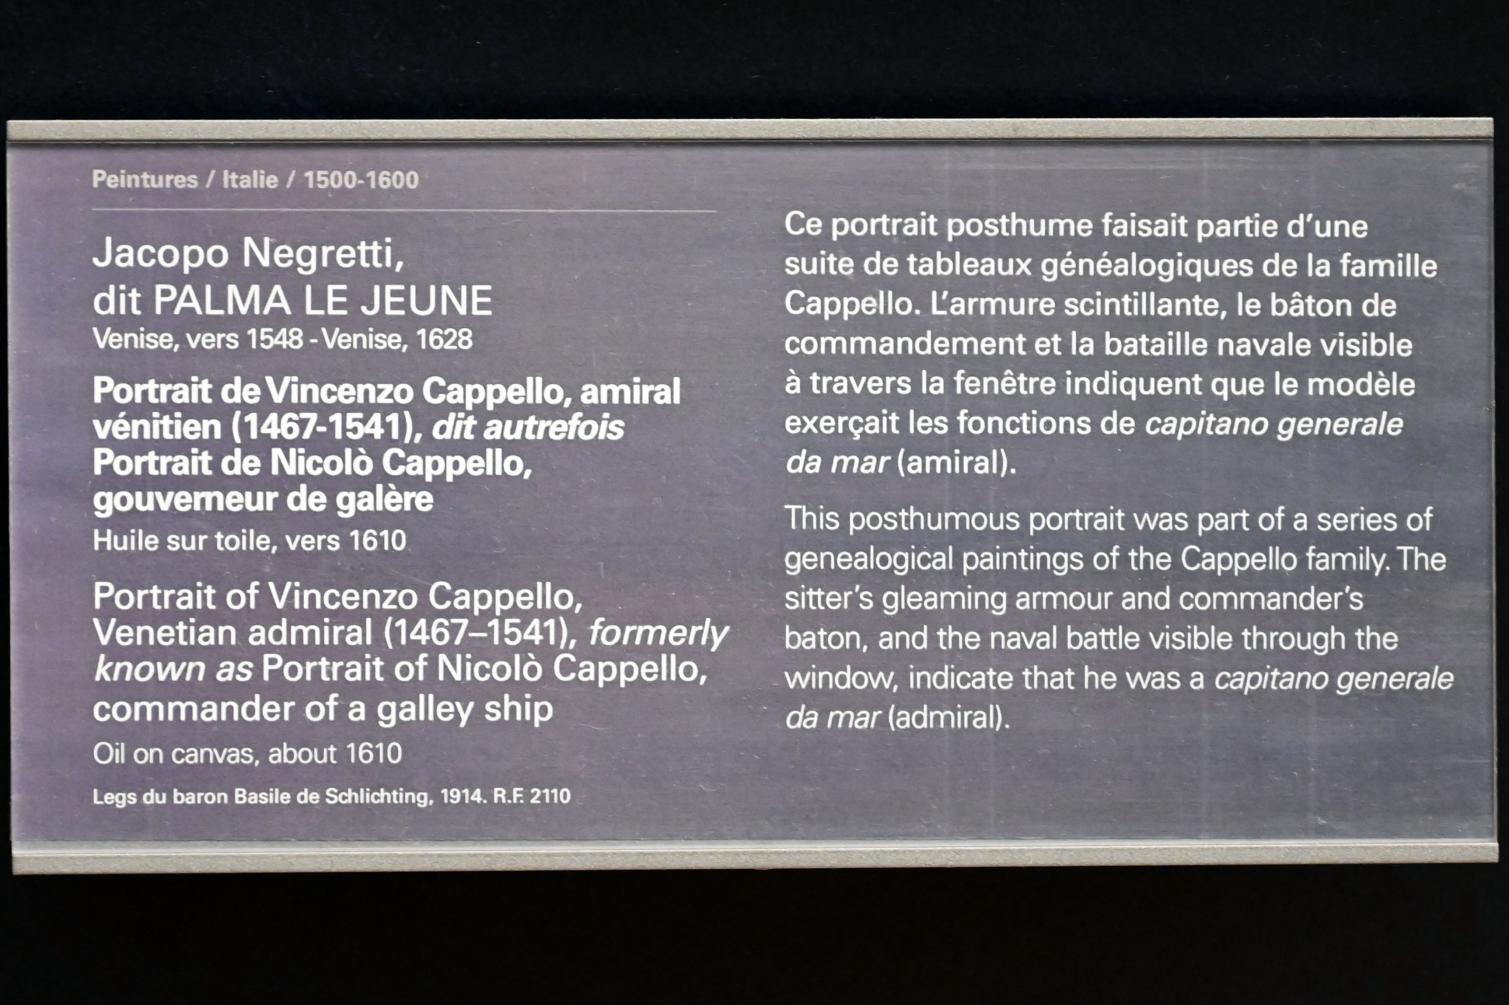 Peintures / Italie / 1500-1600
Jacopo Negretti,
dit PALMA LE JEUNE
Venise, vers 1548 - Venise, 1628
Portrait de Vincenzo Cappello, amiral
vénitien (1467-1541), dit autrefois
Portrait de Nicolò Cappello,
gouverneur de galère
Huile sur toile, vers 1610
Portrait of Vincenzo Cappello,
Venetian admiral (1467–1541), formerly
known as Portrait of Nicolò Cappello,
commander of a galley ship
Oil on canvas, about 1610
Legs du baron Basile de Schlichting, 1914. R.F. 2110
Ce portrait posthume faisait partie d’une
suite de tableaux généalogiques de la famille
Cappello. L’armure scintillante, le bâton de
commandement et la bataille navale visible
à travers la fenêtre indiquent que le modèle
exerçait les fonctions de capitano generale
da mar (amiral).
This posthumous portrait was part of a series of
genealogical paintings of the Cappello family. The
sitter’s gleaming armour and commander’s
baton, and the naval battle visible through the
window, indicate that he was a capitano generale
da mar (admiral).